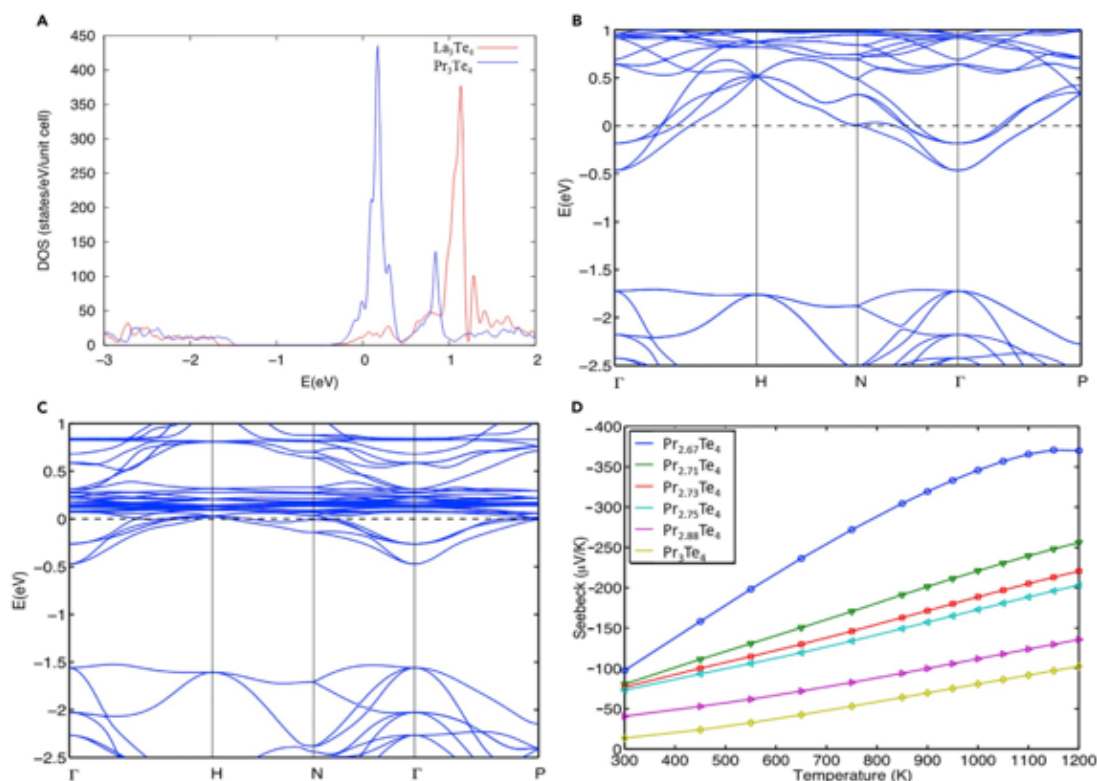 A
450
400
350
300
250
200
150
100
50
0
DOS (states/eV/unit cell)
La₃Te₄
Pr₃Te₄
−3
−2
−1
0
1
2
E(eV)
B
1
0.5
0
−0.5
−1
−1.5
−2
−2.5
E(eV)
Γ
H
N
Γ
P
C
1
0.5
0
−0.5
−1
−1.5
−2
−2.5
E(eV)
Γ
H
N
Γ
P
D
-400
-350
-300
-250
-200
-150
-100
-50
0
Seebeck (μV/K)
Pr₂.₆₇Te₄
Pr₂.₇₁Te₄
Pr₂.₇₃Te₄
Pr₂.₇₅Te₄
Pr₂.₈₈Te₄
Pr₃Te₄
300 400 500 600 700 800 900 1000 1100 1200
Temperature (K)